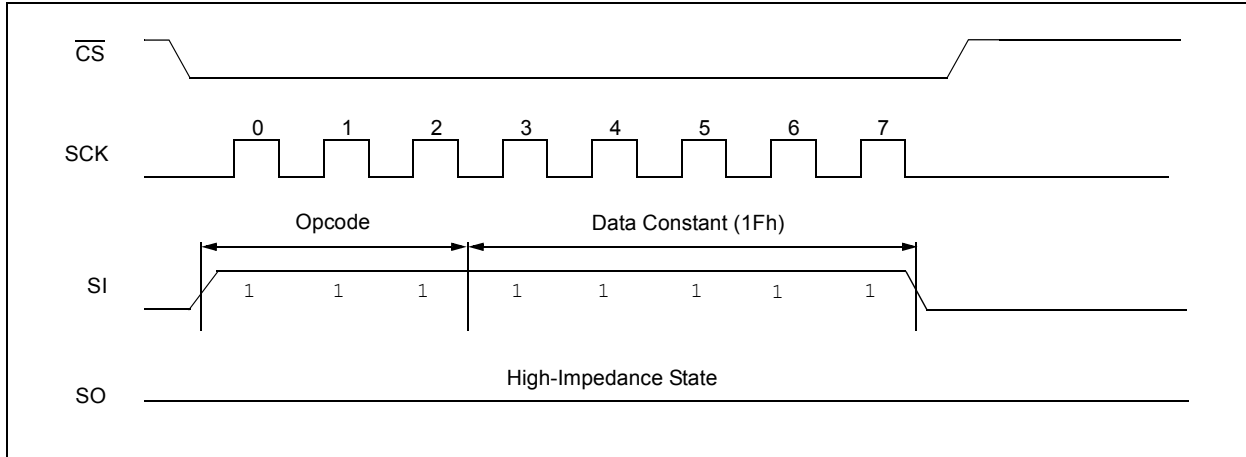 CS
SCK
0 1 2 3 4 5 6 7
Opcode
Data Constant (1Fh)
SI
1 1 1 1 1 1 1 1
SO
High-Impedance State